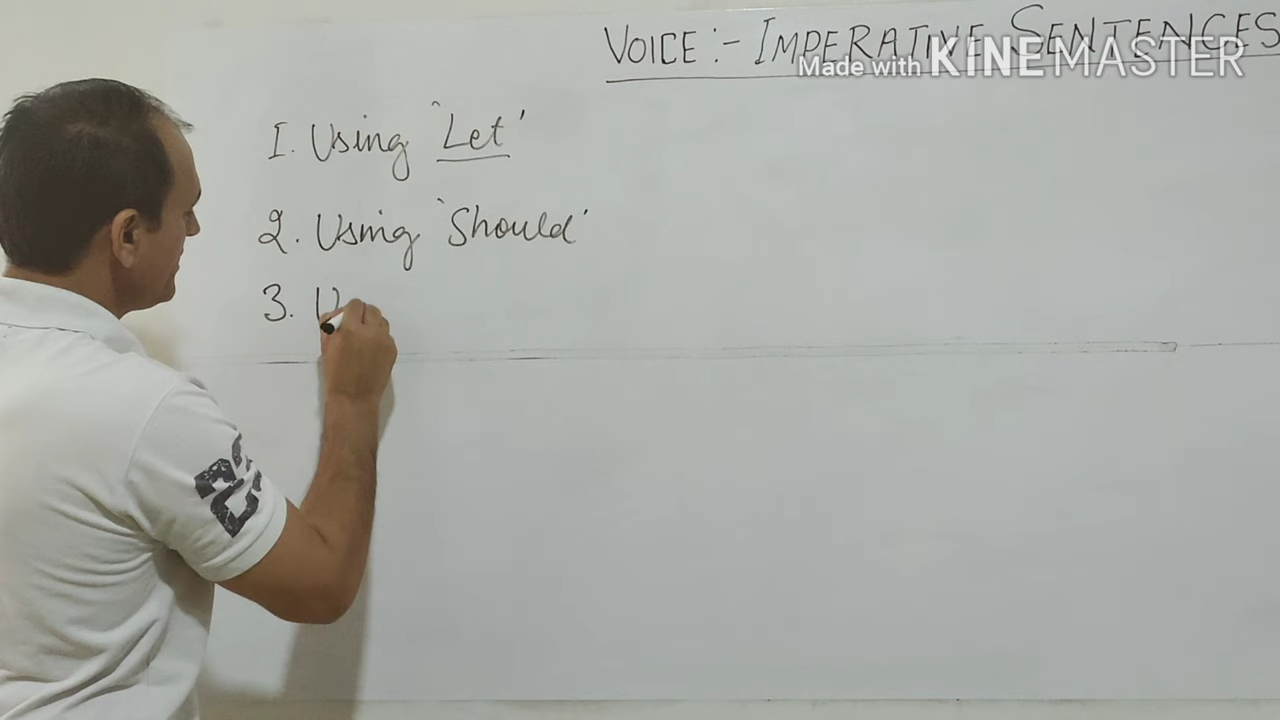 VOICE :- IMPERATIVE SENTENCES
Made with KINEMASTER
1. Using 'Let'
2. Using 'Should'
3. U